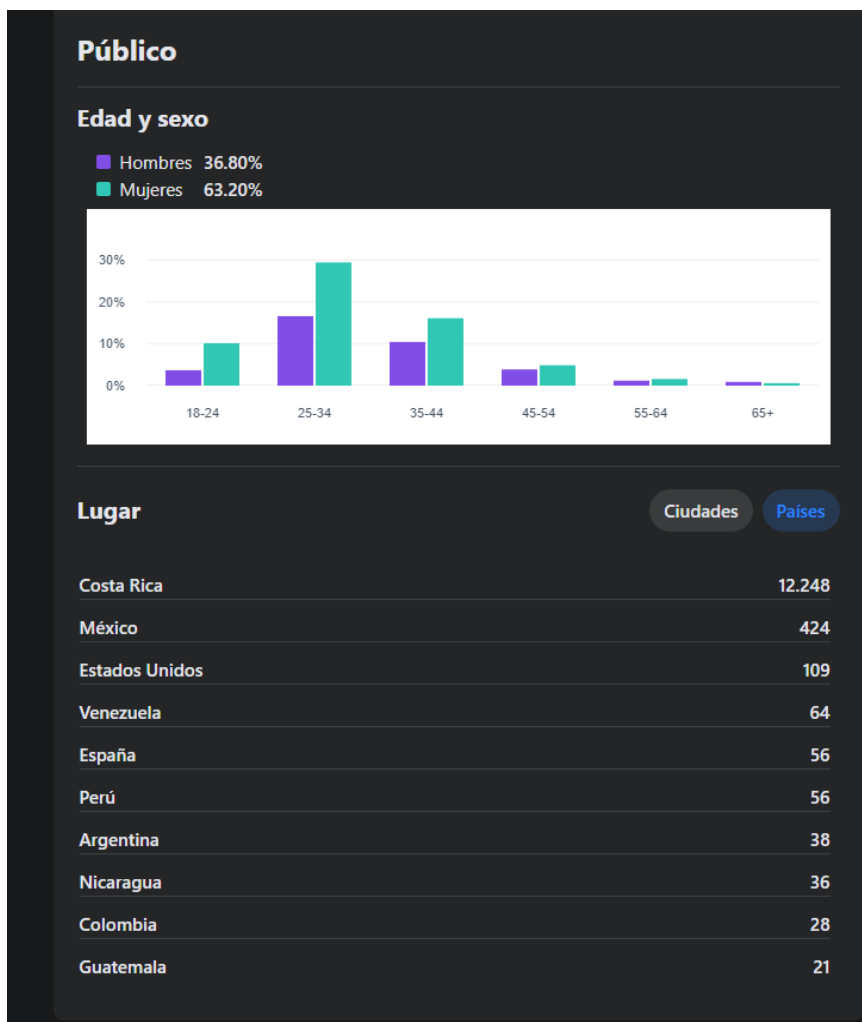 Público
Edad y sexo
Hombres 36.80%
Mujeres 63.20%
30%
20%
10%
0%
18-24 25-34 35-44 45-54 55-64 65+
Lugar Ciudades Países
Costa Rica 12.248
México 424
Estados Unidos 109
Venezuela 64
España 56
Perú 56
Argentina 38
Nicaragua 36
Colombia 28
Guatemala 21